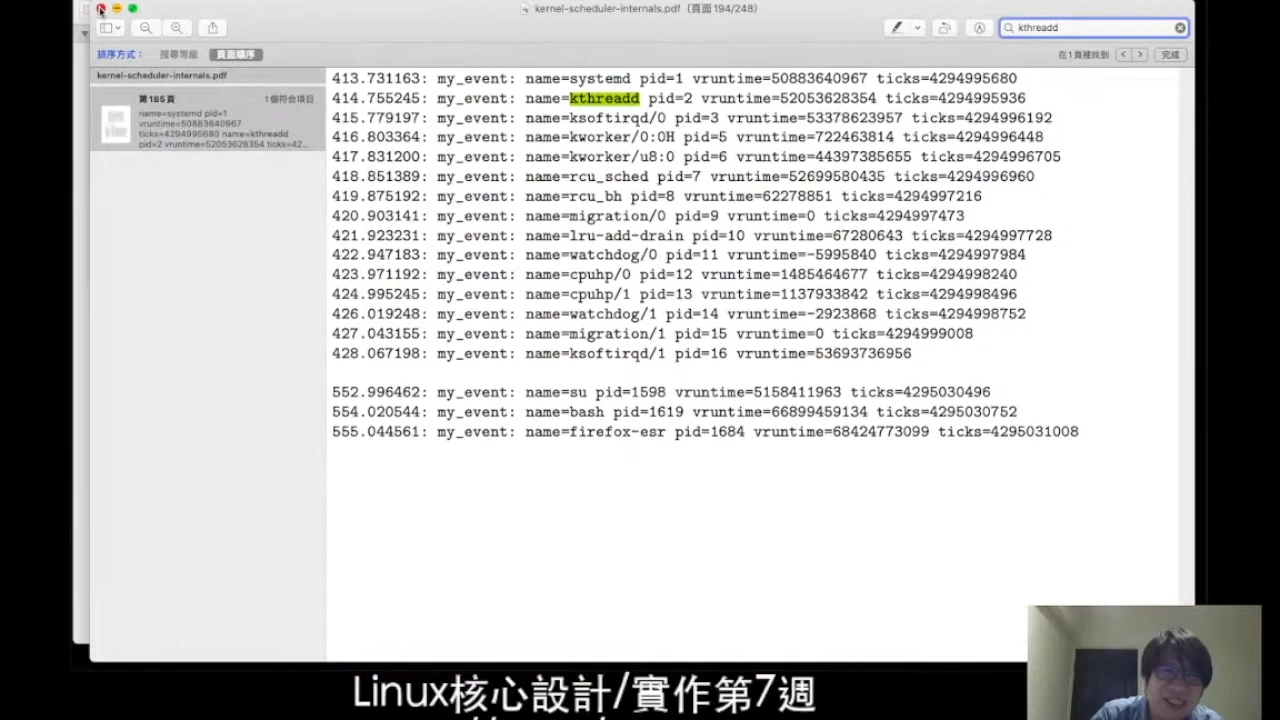 kernel-scheduler-internals.pdf（頁面 194/248）
kthreadd
排序方式： 搜尋等級 頁面順序
在1頁裡找到
完成
kernel-scheduler-internals.pdf
第185頁
1個符合項目
name=systemd pid=1
vruntime=50883640967
ticks=4294995680 name=kthreadd
pid=2 vruntime=52053628354 ticks=42...
413.731163: my_event: name=systemd pid=1 vruntime=50883640967 ticks=4294995680
414.755245: my_event: name=kthreadd pid=2 vruntime=52053628354 ticks=4294995936
415.779197: my_event: name=ksoftirqd/0 pid=3 vruntime=53378623957 ticks=4294996192
416.803364: my_event: name=kworker/0:0H pid=5 vruntime=722463814 ticks=4294996448
417.831200: my_event: name=kworker/u8:0 pid=6 vruntime=44397385655 ticks=4294996705
418.851389: my_event: name=rcu_sched pid=7 vruntime=52699580435 ticks=4294996960
419.875192: my_event: name=rcu_bh pid=8 vruntime=62278851 ticks=4294997216
420.903141: my_event: name=migration/0 pid=9 vruntime=0 ticks=4294997473
421.923231: my_event: name=lru-add-drain pid=10 vruntime=67280643 ticks=4294997728
422.947183: my_event: name=watchdog/0 pid=11 vruntime=-5995840 ticks=4294997984
423.971192: my_event: name=cpuhp/0 pid=12 vruntime=1485464677 ticks=4294998240
424.995245: my_event: name=cpuhp/1 pid=13 vruntime=1137933842 ticks=4294998496
426.019248: my_event: name=watchdog/1 pid=14 vruntime=-2923868 ticks=4294998752
427.043155: my_event: name=migration/1 pid=15 vruntime=0 ticks=4294999008
428.067198: my_event: name=ksoftirqd/1 pid=16 vruntime=53693736956
552.996462: my_event: name=su pid=1598 vruntime=5158411963 ticks=4295030496
554.020544: my_event: name=bash pid=1619 vruntime=66899459134 ticks=4295030752
555.044561: my_event: name=firefox-esr pid=1684 vruntime=68424773099 ticks=4295031008
Linux核心設計/實作第7週